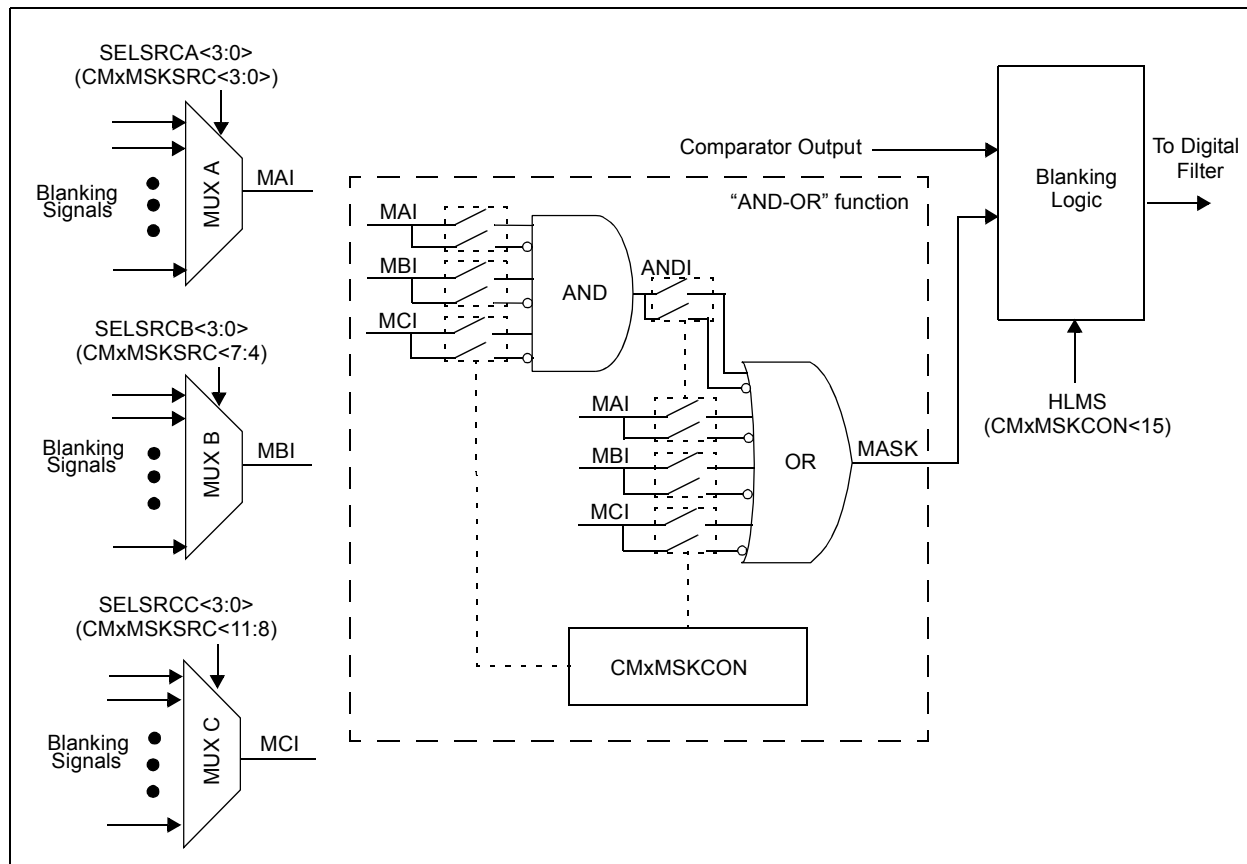 SELSRCA<3:0>
(CMxMSKSRC<3:0>)
Blanking
Signals
MUX A
MAI
SELSRCB<3:0>
(CMxMSKSRC<7:4)
Blanking
Signals
MUX B
MBI
SELSRCC<3:0>
(CMxMSKSRC<11:8)
Blanking
Signals
MUX C
MCI
“AND-OR” function
MAI
MBI
MCI
AND
ANDI
MAI
MBI
MCI
OR
MASK
CMxMSKCON
Comparator Output
Blanking
Logic
To Digital
Filter
HLMS
(CMxMSKCON<15)